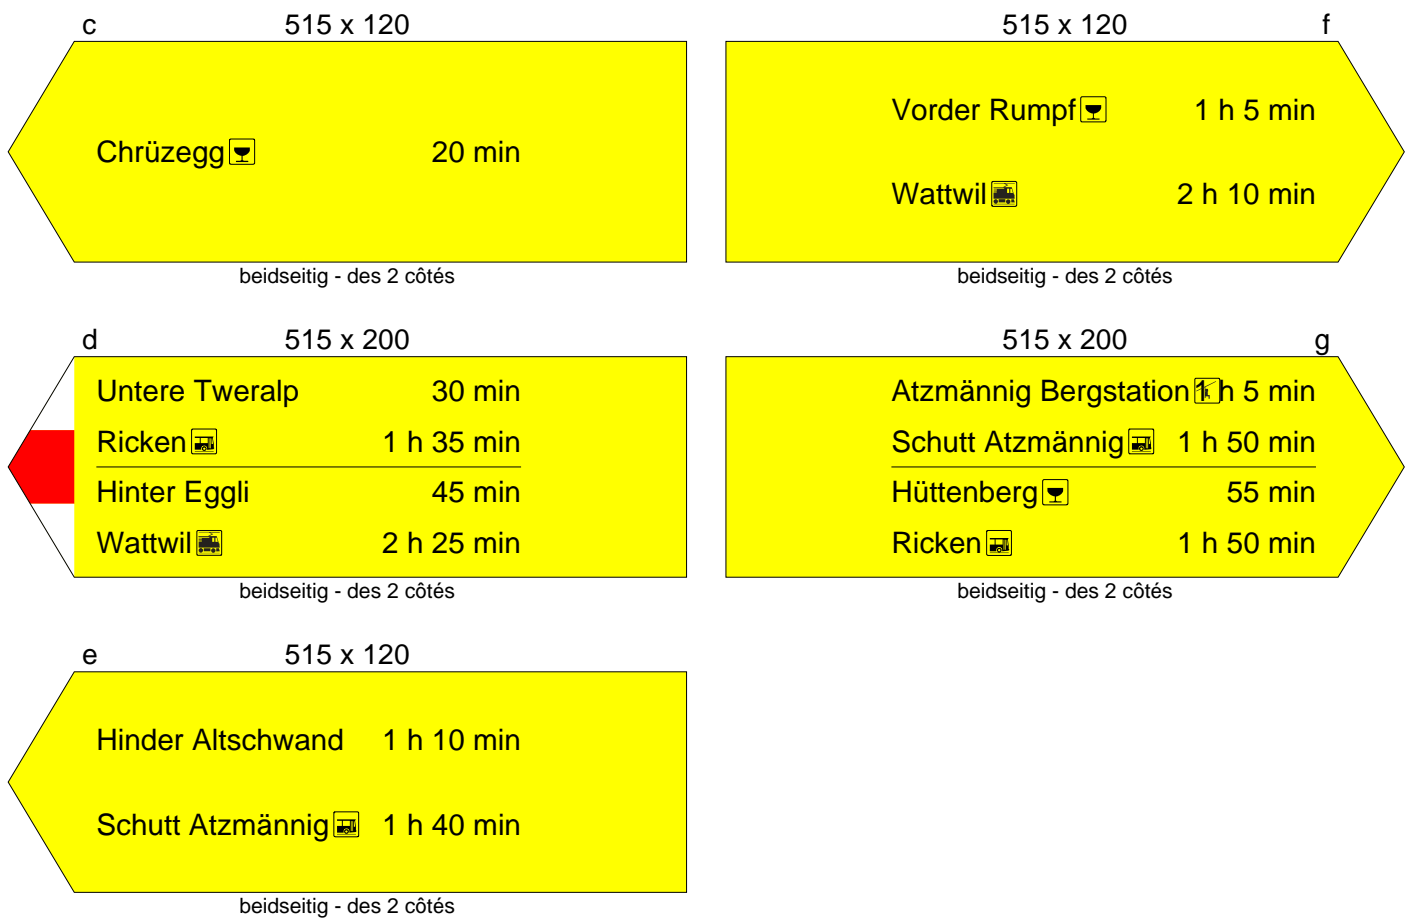 c 515 x 120
Chrüzegg 20 min
beidseitig - des 2 côtés
515 x 120 f
Vorder Rumpf 1 h 5 min
Wattwil 2 h 10 min
beidseitig - des 2 côtés
d 515 x 200
Untere Tweralp 30 min
Ricken 1 h 35 min
Hinter Eggli 45 min
Wattwil 2 h 25 min
beidseitig - des 2 côtés
515 x 200 g
Atzmännig Bergstation 1 h 5 min
Schutt Atzmännig 1 h 50 min
Hüttenberg 55 min
Ricken 1 h 50 min
beidseitig - des 2 côtés
e 515 x 120
Hinder Altschwand 1 h 10 min
Schutt Atzmännig 1 h 40 min
beidseitig - des 2 côtés